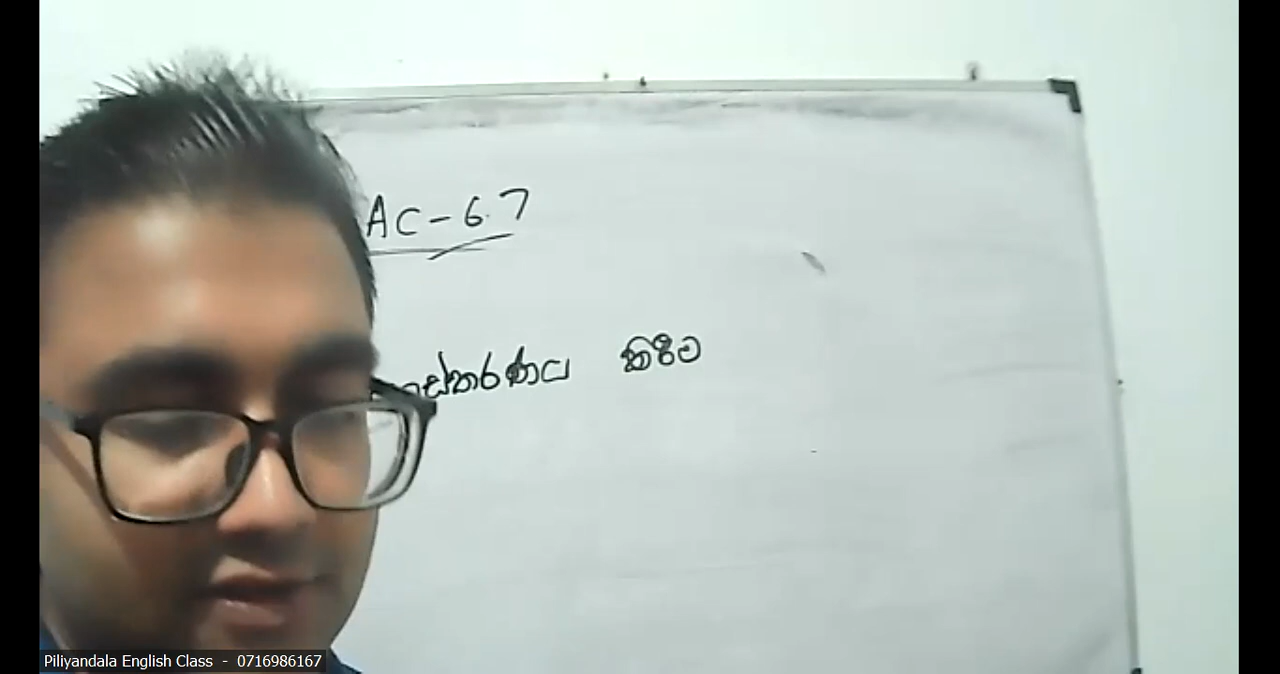 AC-6.7
කිරීම
Piliyandala English Class - 0716986167